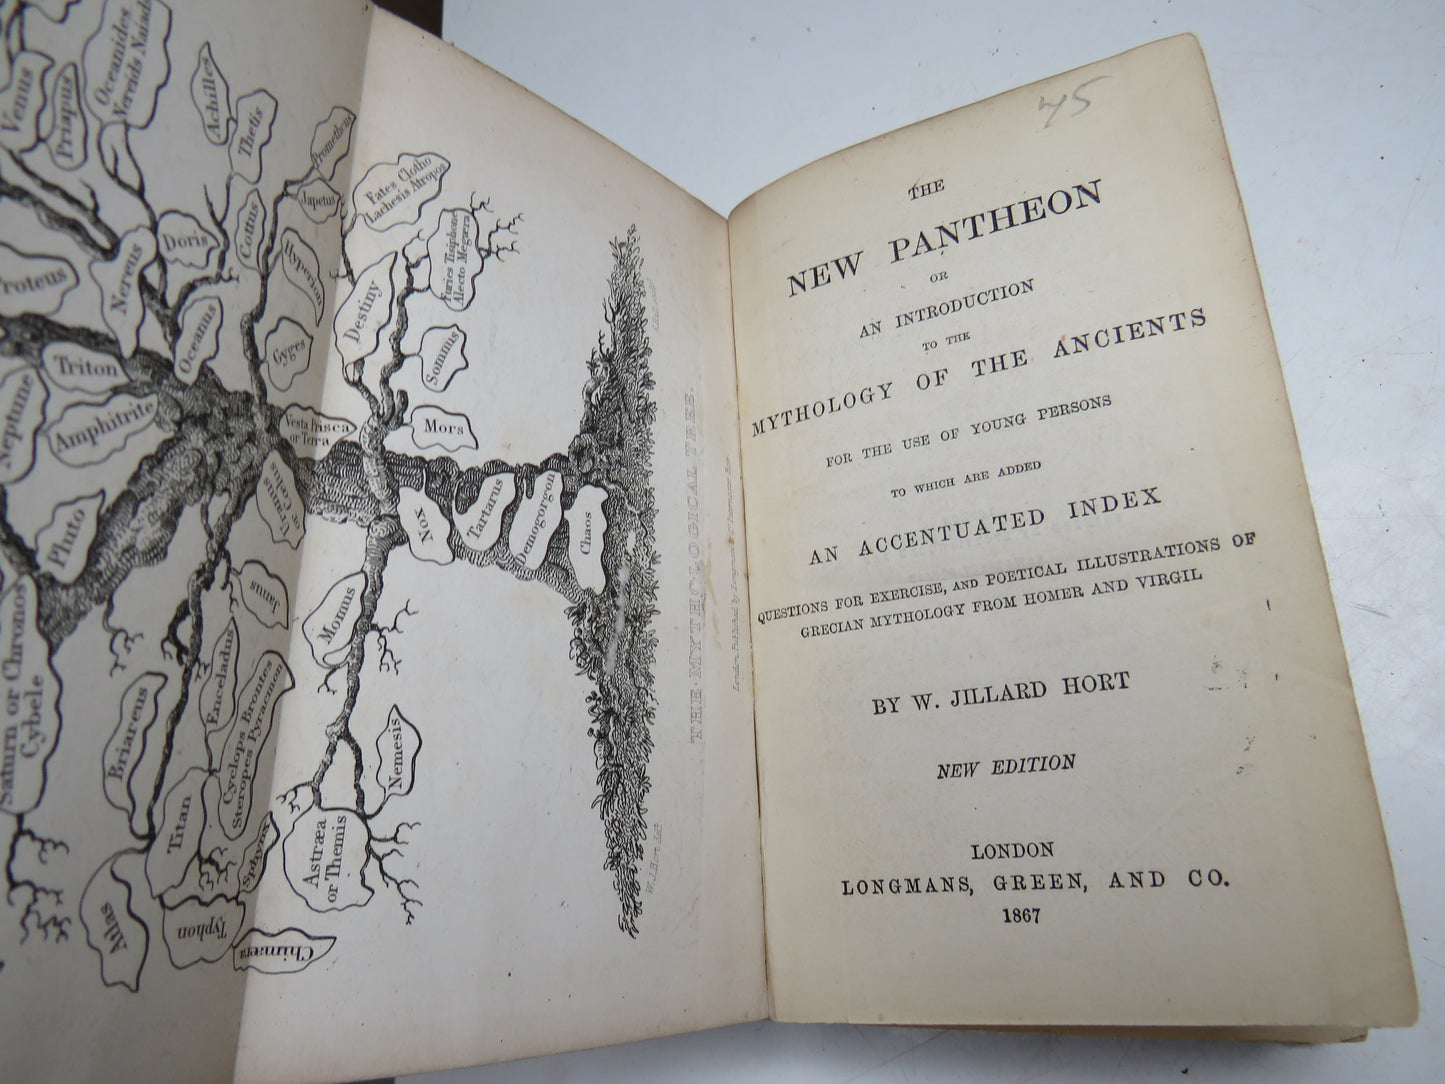 Venus
Priapus
Oceanides
Nereids Naiads
Achilles
Thetis
Prometheus
Japetus
Fates Clotho
Lachesis Atropos
Furies Tisiphone
Alecto Megæra
Proteus
Nereus
Doris
Comus
Hyperion
Destiny
Oceanus
Gyges
Somnus
Triton
Neptune
Amphitrite
Vesta Prisca
or Terra
Mors
Uranus
or Cœlus
Pluto
Nox
Tartarus
Demogorgon
Chaos
Janus
Momus
Saturn or Chronos
Cybele
Briareus
Enceladus
Cyclops Brontes
Steropes Pyracmos
Nemesis
Titan
Sphynx
Astræa
or Themis
Atlas
Typhon
Chimæra
THE MYTHOLOGICAL TREE.
W.J. Hort delt.
45
THE
NEW PANTHEON
OR
AN INTRODUCTION
TO THE
MYTHOLOGY OF THE ANCIENTS
FOR THE USE OF YOUNG PERSONS
TO WHICH ARE ADDED
AN ACCENTUATED INDEX
QUESTIONS FOR EXERCISE, AND POETICAL ILLUSTRATIONS OF
GRECIAN MYTHOLOGY FROM HOMER AND VIRGIL
BY W. JILLARD HORT
NEW EDITION
LONDON
LONGMANS, GREEN, AND CO.
1867